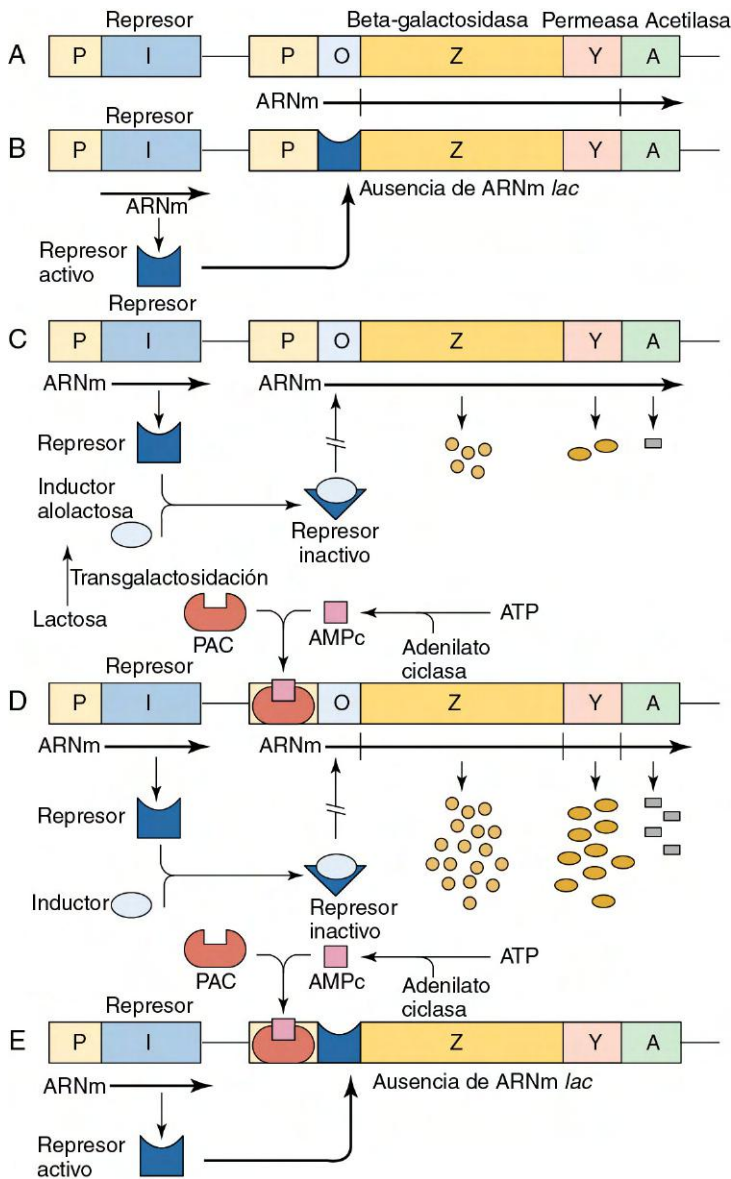 Represor Beta-galactosidasa Permeasa Acetilasa
A P I P O Z Y A
ARNm
Represor
B P I P Z Y A
ARNm
Ausencia de ARNm lac
Represor
activo
Represor
C P I P O Z Y A
ARNm ARNm
Represor
Inductor
alolactosa
Represor
inactivo
Transgalactosidación
Lactosa
PAC AMPc ATP
Adenilato
ciclasa
Represor
D P I O Z Y A
ARNm ARNm
Represor
Inductor
Represor
inactivo
PAC AMPc ATP
Adenilato
ciclasa
Represor
E P I Z Y A
ARNm
Ausencia de ARNm lac
Represor
activo